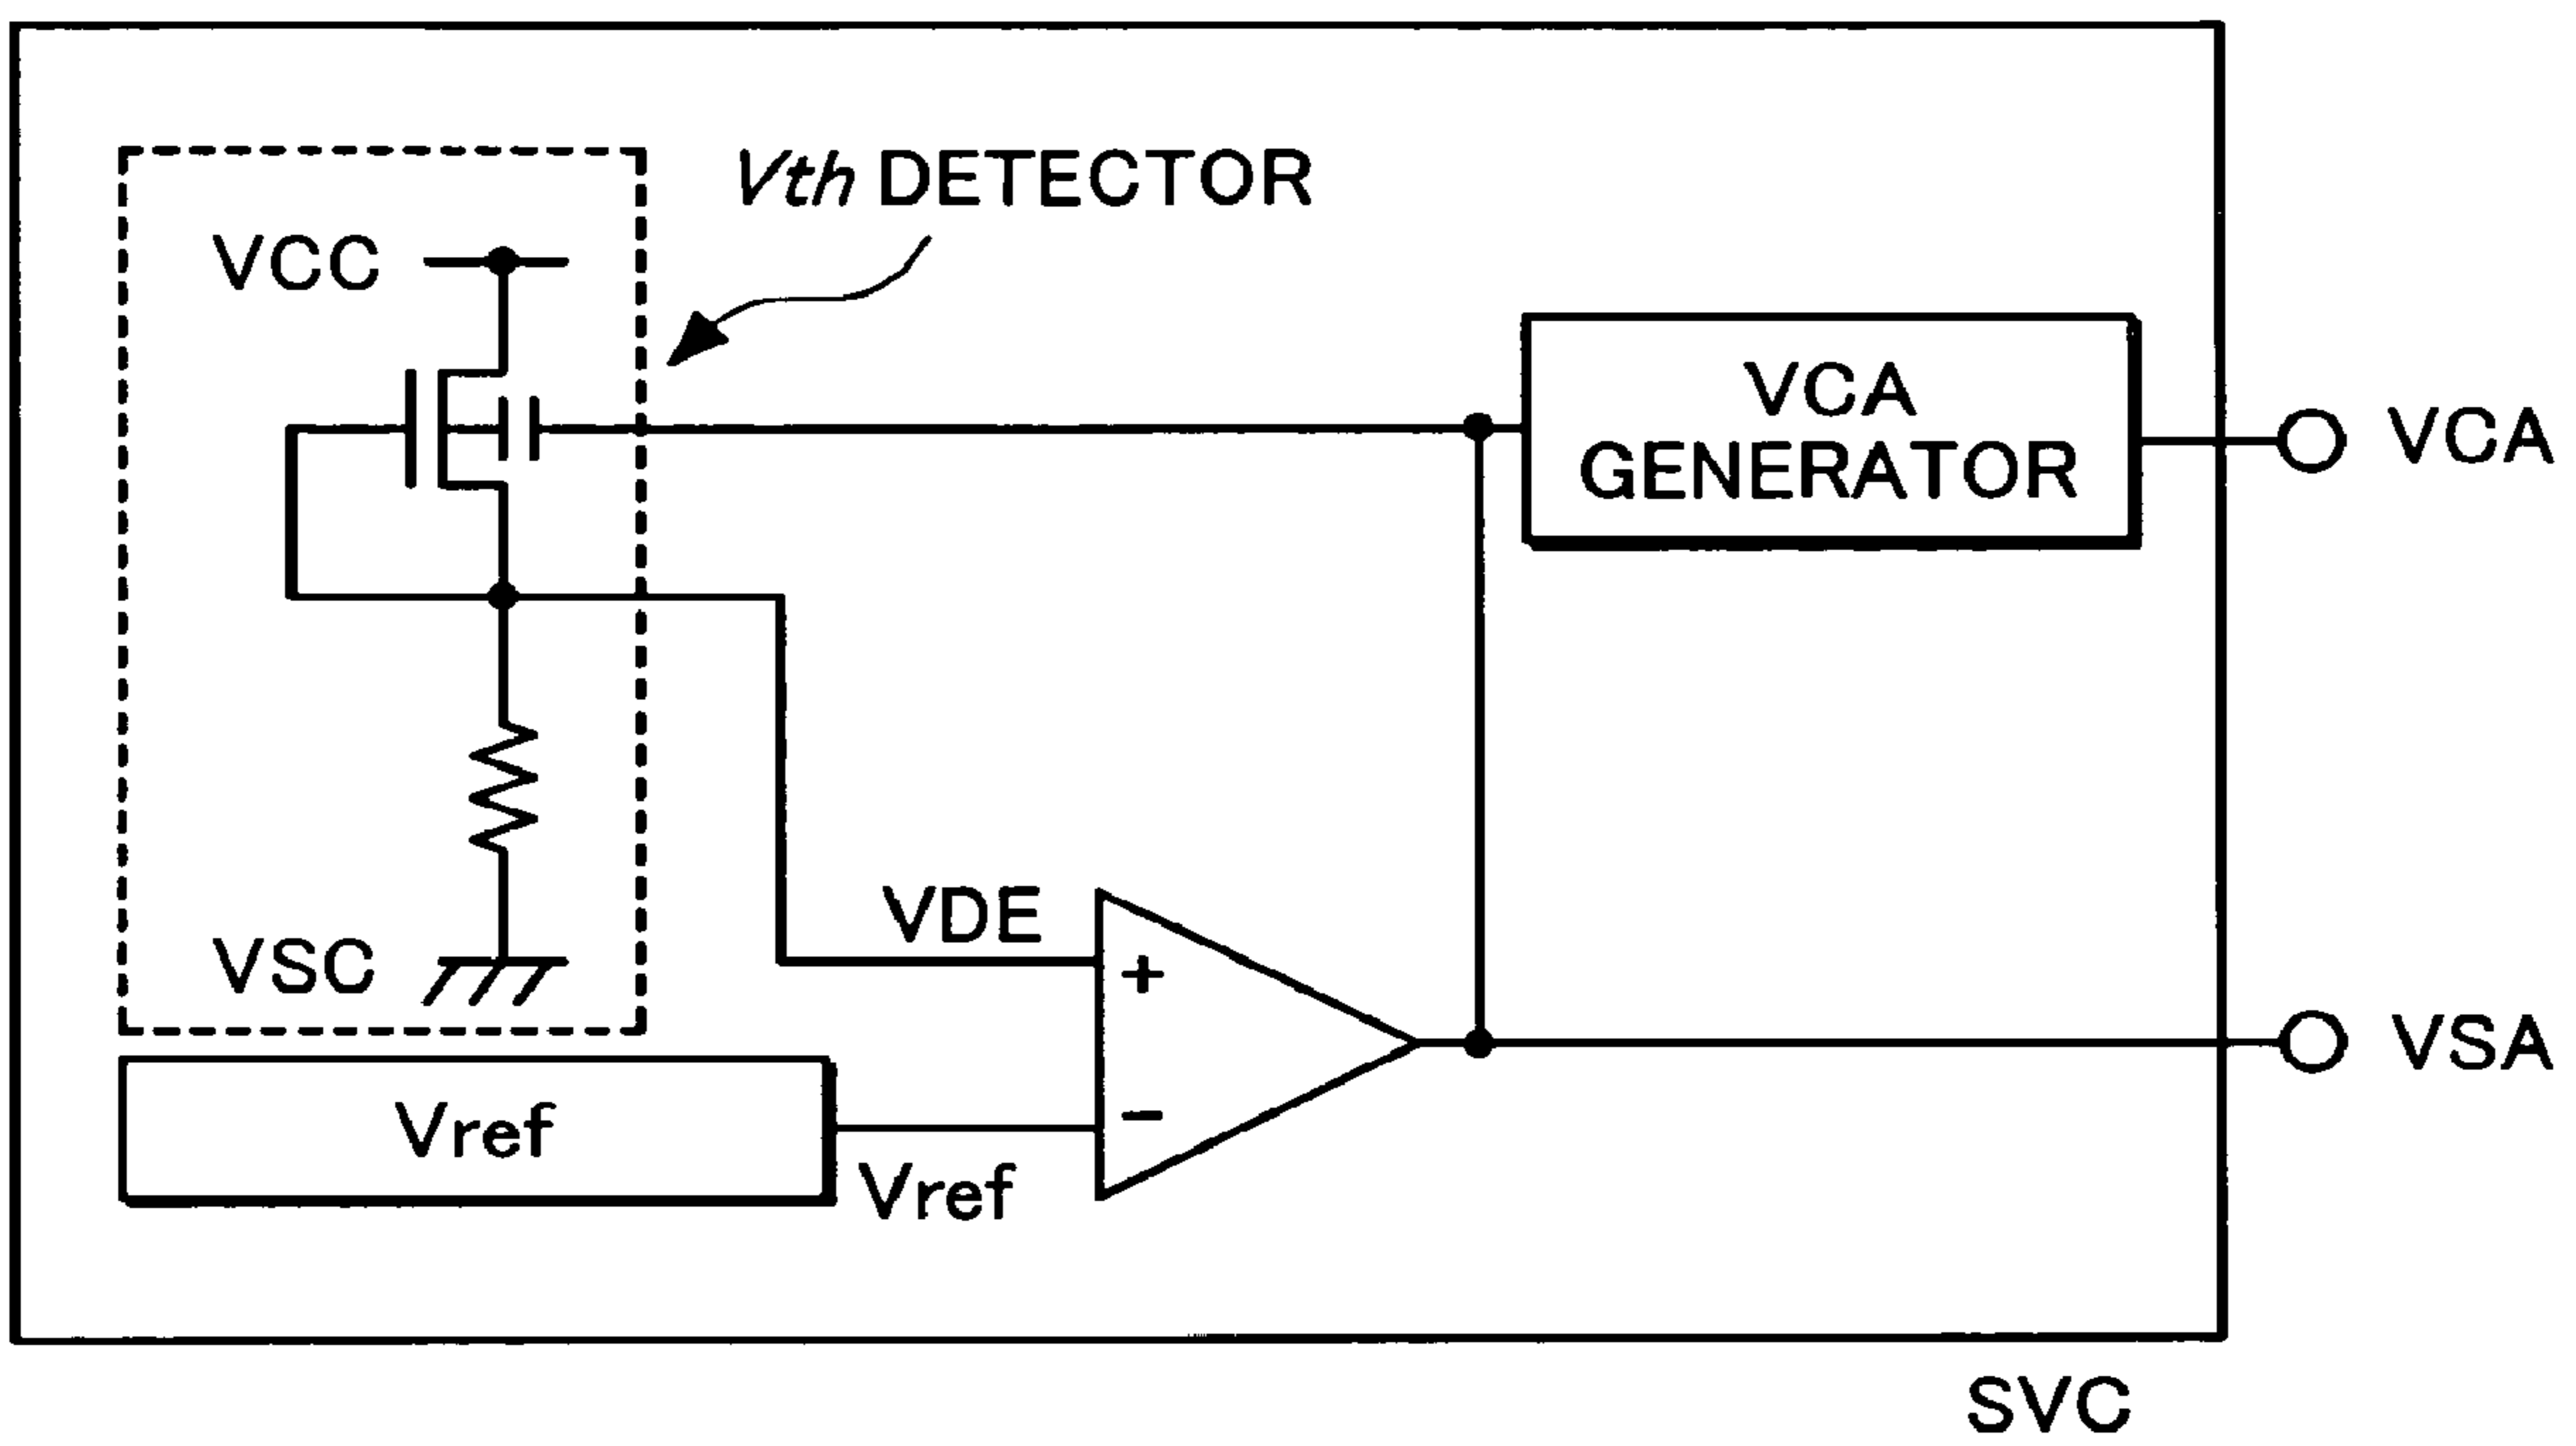 Vth DETECTOR
VCC
VCA
GENERATOR
VCA
VDE
+
VSC
VSA
Vref
−
Vref
SVC